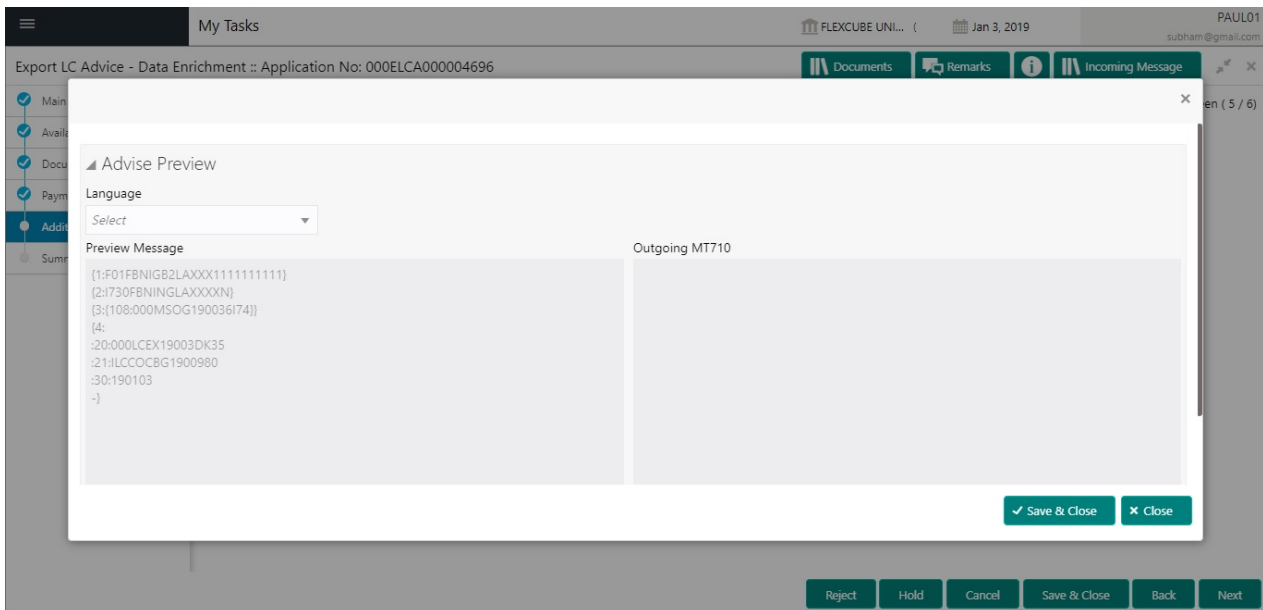 My Tasks
FLEXCUBE UNI... (
Jan 3, 2019
PAUL01
subham@gmail.com
Export LC Advice - Data Enrichment :: Application No: 000ELCA000004696
Documents
Remarks
Incoming Message
Main
Availa
Docu
Paym
Addit
Summ
en ( 5 / 6)
Advise Preview
Language
Select
Preview Message
Outgoing MT710
{1:F01FBNIGB2LAXXX1111111111}
{2:I730FBNINGLAXXXXN}
{3:{108:000MSOG190036I74}}
{4:
:20:000LCEX19003DK35
:21:ILCCOCBG1900980
:30:190103
-}
Save & Close
Close
Reject
Hold
Cancel
Save & Close
Back
Next